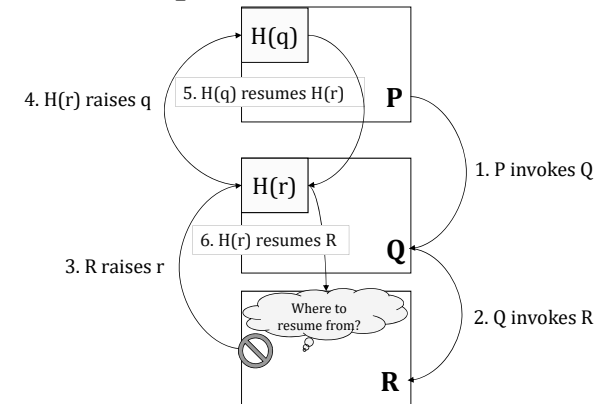 H(q)
4. H(r) raises q
5. H(q) resumes H(r)
P
1. P invokes Q
H(r)
6. H(r) resumes R
Q
3. R raises r
Where to
resume from?
2. Q invokes R
R